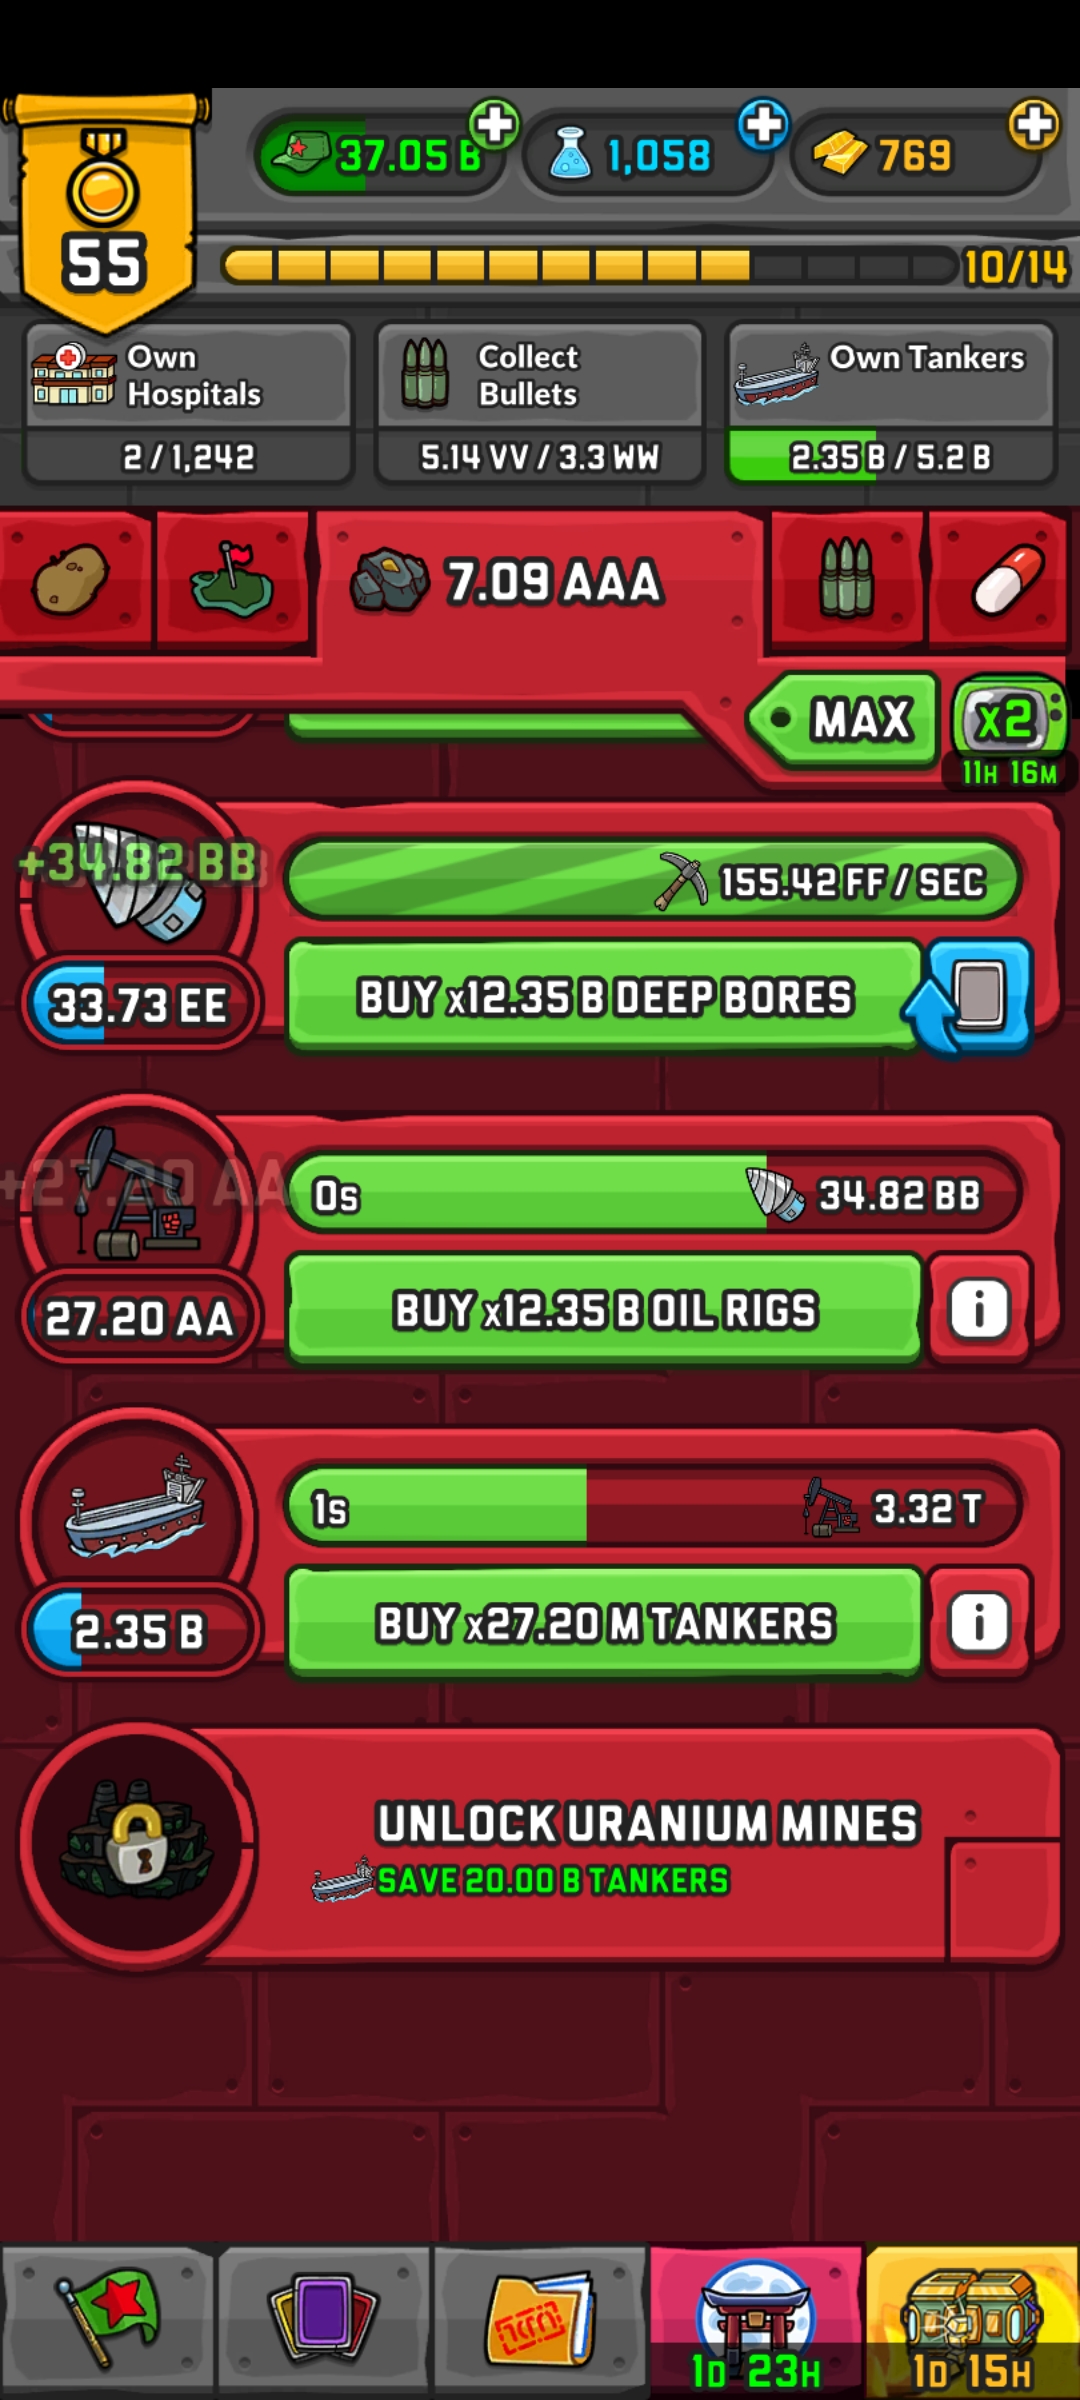 37.05 B
1,058
769
55
10/14
Own
Hospitals
2 / 1,242
Collect
Bullets
5.14 VV / 3.3 WW
Own Tankers
2.35 B / 5.2 B
7.09 AAA
MAX
x2
11H 16M
+34.82 BB
155.42 FF / SEC
33.73 EE
BUY x12.35 B DEEP BORES
+27.20 AA
0s
34.82 BB
27.20 AA
BUY x12.35 B OIL RIGS
i
1s
3.32 T
2.35 B
BUY x27.20 M TANKERS
i
UNLOCK URANIUM MINES
SAVE 20.00 B TANKERS
1D 23H
1D 15H